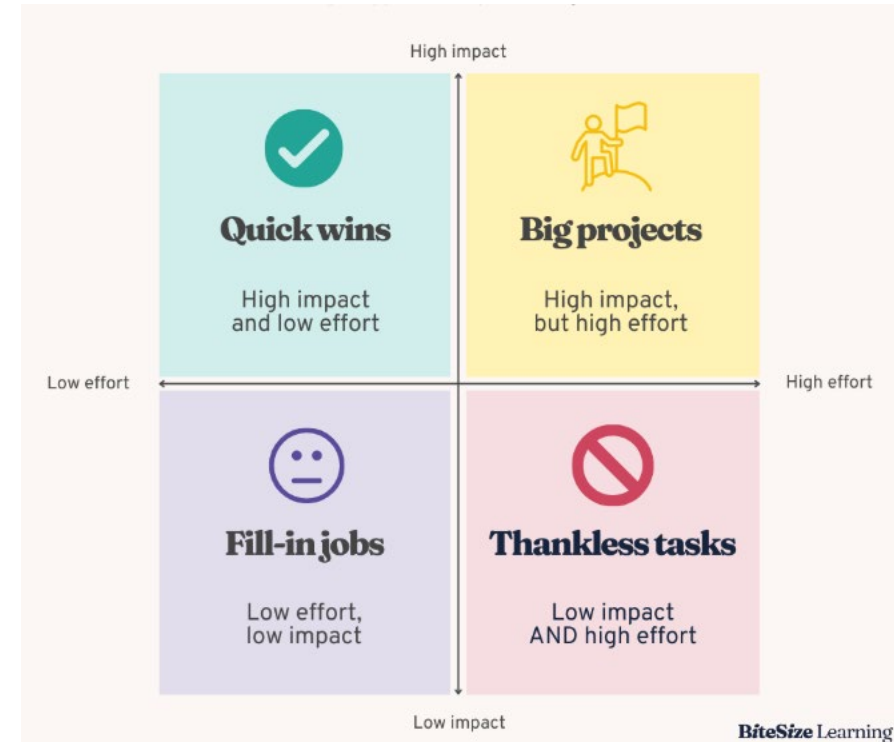 High impact
Quick wins
High impact
and low effort
Big projects
High impact,
but high effort
Low effort
High effort
Fill-in jobs
Low effort,
low impact
Thankless tasks
Low impact
AND high effort
Low impact
BiteSize Learning